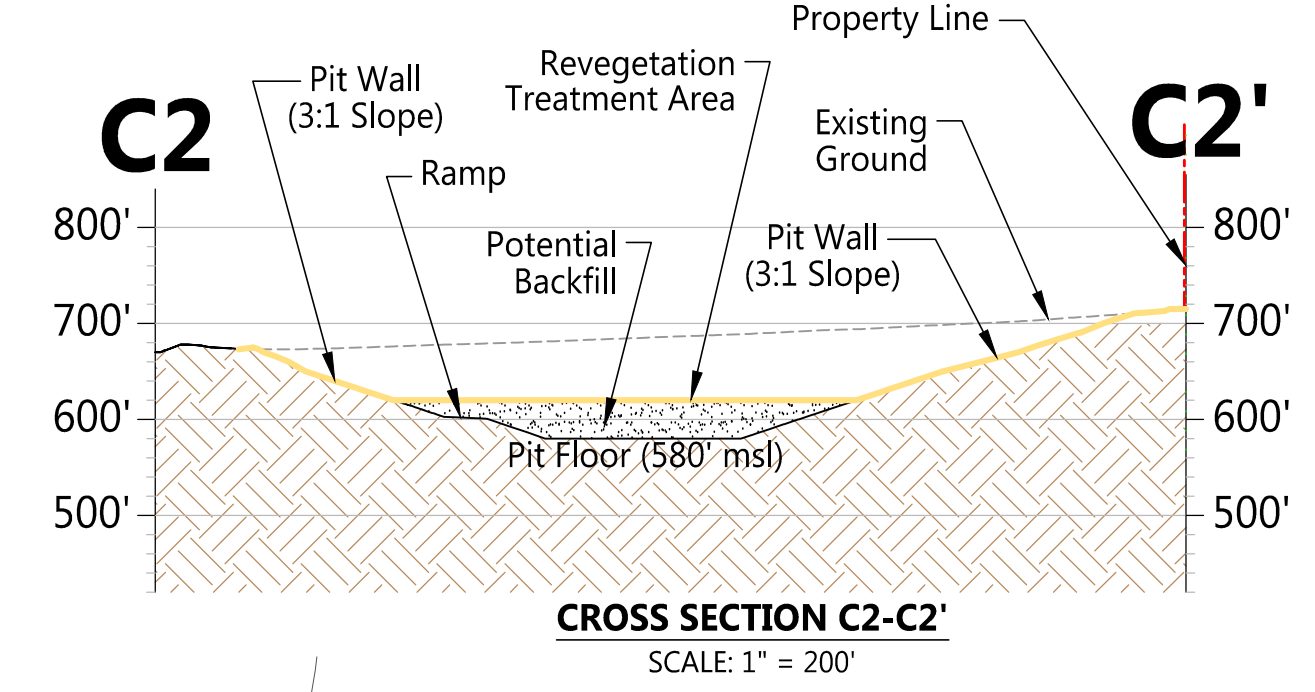 Property Line
Revegetation
Treatment Area
Pit Wall
(3:1 Slope)
C2
C2'
Existing
Ground
Ramp
Potential
Backfill
Pit Wall
(3:1 Slope)
800'
800'
700'
700'
600'
600'
Pit Floor (580' msl)
500'
500'
CROSS SECTION C2-C2'
SCALE: 1" = 200'